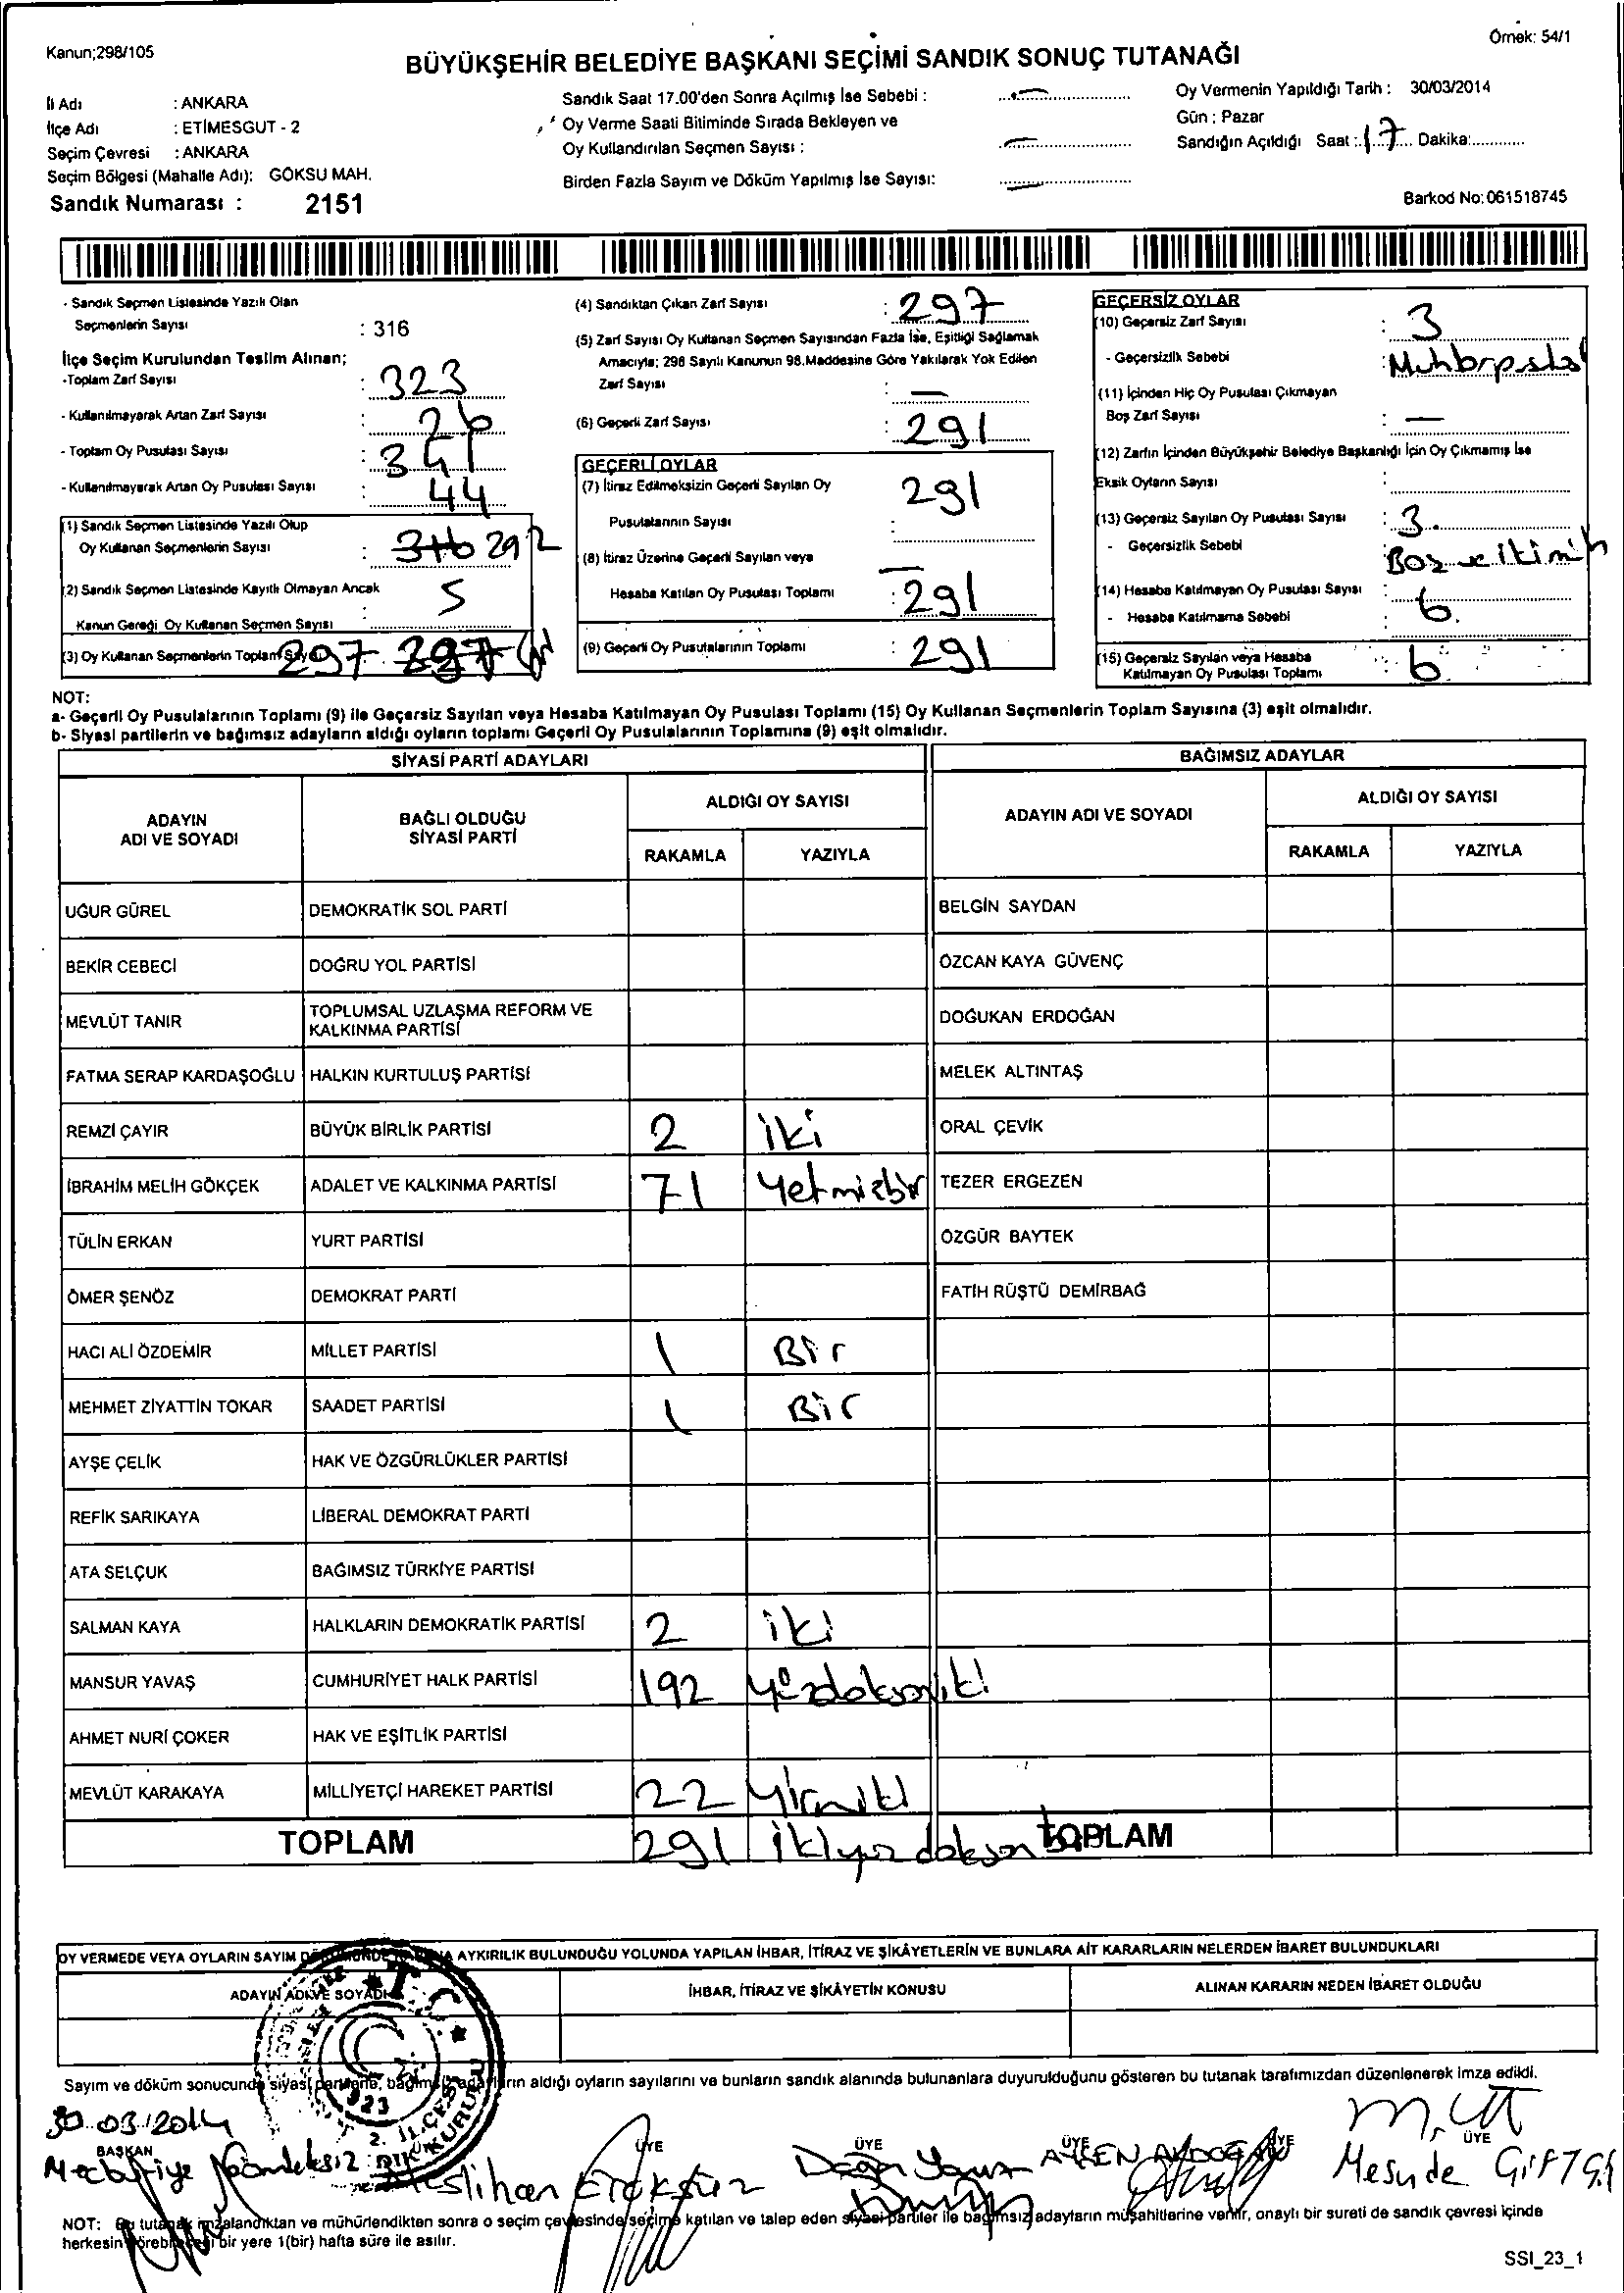 Kanun;298/105
Örnek: 54/1
BÜYÜKŞEHİR BELEDİYE BAŞKANI SEÇİMİ SANDIK SONUÇ TUTANAĞI
İli Adı : ANKARA
İlçe Adı : ETİMESGUT - 2
Seçim Çevresi : ANKARA
Seçim Bölgesi (Mahalle Adı): GÖKSU MAH.
Sandık Numarası : 2151
Sandık Saat 17.00'den Sonra Açılmış İse Sebebi :
Oy Verme Saati Bitiminde Sırada Bekleyen ve
Oy Kullandırılan Seçmen Sayısı :
Birden Fazla Sayım ve Döküm Yapılmış İse Sayısı:
Oy Vermenin Yapıldığı Tarih : 30/03/2014
Gün : Pazar
Sandığın Açıldığı Saat : 17 Dakika:
Barkod No: 061518745
- Sandık Seçmen Listesinde Yazılı Olan
Seçmenlerin Sayısı : 316
İlçe Seçim Kurulundan Teslim Alınan;
-Toplam Zarf Sayısı : 323
- Kullanılmayarak Artan Zarf Sayısı : 26
- Toplam Oy Pusulası Sayısı : 341
- Kullanılmayarak Artan Oy Pusulası Sayısı : 44
(1) Sandık Seçmen Listesinde Yazılı Olup
Oy Kullanan Seçmenlerin Sayısı : 316 292
(2) Sandık Seçmen Listesinde Kayıtlı Olmayan Ancak
Kanun Gereği Oy Kullanan Seçmen Sayısı 5
(3) Oy Kullanan Seçmenlerin Toplam Sayısı 297 297
(4) Sandıktan Çıkan Zarf Sayısı : 297
(5) Zarf Sayısı Oy Kullanan Seçmen Sayısından Fazla İse, Eşitliği Sağlamak
Amacıyla; 298 Sayılı Kanunun 98.Maddesine Göre Yakılarak Yok Edilen
Zarf Sayısı : —
(6) Geçerli Zarf Sayısı : 291
GEÇERLİ OYLAR
(7) İtiraz Edilmeksizin Geçerli Sayılan Oy
Pusulalarının Sayısı : 291
(8) İtiraz Üzerine Geçerli Sayılan veya
Hesaba Katılan Oy Pusulası Toplamı : 291
(9) Geçerli Oy Pusulalarının Toplamı : 291
GEÇERSİZ OYLAR
(10) Geçersiz Zarf Sayısı : 3
- Geçersizlik Sebebi :
(11) İçinden Hiç Oy Pusulası Çıkmayan
Boş Zarf Sayısı : —
(12) Zarfın İçinden Büyükşehir Belediye Başkanlığı İçin Oy Çıkmamış İse
Eksik Oyların Sayısı :
(13) Geçersiz Sayılan Oy Pusulası Sayısı : 3.
- Geçersizlik Sebebi :
(14) Hesaba Katılmayan Oy Pusulası Sayısı : 6.
- Hesaba Katılmama Sebebi :
(15) Geçersiz Sayılan veya Hesaba
Katılmayan Oy Pusulası Toplamı : 6
NOT:
a- Geçerli Oy Pusulalarının Toplamı (9) ile Geçersiz Sayılan veya Hesaba Katılmayan Oy Pusulası Toplamı (15) Oy Kullanan Seçmenlerin Toplam Sayısına (3) eşit olmalıdır.
b- Siyasi partilerin ve bağımsız adayların aldığı oyların toplamı Geçerli Oy Pusulalarının Toplamına (9) eşit olmalıdır.
SİYASİ PARTİ ADAYLARI
BAĞIMSIZ ADAYLAR
ADAYIN ADI VE SOYADI
BAĞLI OLDUĞU SİYASİ PARTİ
ALDIĞI OY SAYISI
RAKAMLA YAZIYLA
ADAYIN ADI VE SOYADI
ALDIĞI OY SAYISI
RAKAMLA YAZIYLA
UĞUR GÜREL DEMOKRATİK SOL PARTİ BELGİN SAYDAN
BEKİR CEBECİ DOĞRU YOL PARTİSİ ÖZCAN KAYA GÜVENÇ
MEVLÜT TANIR TOPLUMSAL UZLAŞMA REFORM VE KALKINMA PARTİSİ DOĞUKAN ERDOĞAN
FATMA SERAP KARDAŞOĞLU HALKIN KURTULUŞ PARTİSİ MELEK ALTINTAŞ
REMZİ ÇAYIR BÜYÜK BİRLİK PARTİSİ 2 iki ORAL ÇEVİK
İBRAHİM MELİH GÖKÇEK ADALET VE KALKINMA PARTİSİ 71 Yetmişbir TEZER ERGEZEN
TÜLİN ERKAN YURT PARTİSİ ÖZGÜR BAYTEK
ÖMER ŞENÖZ DEMOKRAT PARTİ FATİH RÜŞTÜ DEMİRBAĞ
HACI ALİ ÖZDEMİR MİLLET PARTİSİ 1 Bir
MEHMET ZİYATTİN TOKAR SAADET PARTİSİ 1 Bir
AYŞE ÇELİK HAK VE ÖZGÜRLÜKLER PARTİSİ
REFİK SARIKAYA LİBERAL DEMOKRAT PARTİ
ATA SELÇUK BAĞIMSIZ TÜRKİYE PARTİSİ
SALMAN KAYA HALKLARIN DEMOKRATİK PARTİSİ 2 iki
MANSUR YAVAŞ CUMHURİYET HALK PARTİSİ 192 yüzdoksaniki
AHMET NURİ ÇOKER HAK VE EŞİTLİK PARTİSİ
MEVLÜT KARAKAYA MİLLİYETÇİ HAREKET PARTİSİ 22 Yirmiiki
TOPLAM 291 ikiyüz doksan bir TOPLAM
OY VERMEDE VEYA OYLARIN SAYIM DÖKÜMÜNDE KANUNA AYKIRILIK BULUNDUĞU YOLUNDA YAPILAN İHBAR, İTİRAZ VE ŞİKÂYETLERİN VE BUNLARA AİT KARARLARIN NELERDEN İBARET BULUNDUKLARI
ADAYIN ADI VE SOYADI
İHBAR, İTİRAZ VE ŞİKÂYETİN KONUSU
ALINAN KARARIN NEDEN İBARET OLDUĞU
Sayım ve döküm sonucunda siyasi partilerle, bağımsız adayların aldığı oyların sayılarını ve bunların sandık alanında bulunanlara duyurulduğunu gösteren bu tutanak tarafımızdan düzenlenerek imza edildi.
30.03.2014
BAŞKAN ÜYE ÜYE ÜYE ÜYE ÜYE
Neslihan Doğan AYSEN AYDOĞAN Mesude
NOT: Bu tutanak imzalandıktan ve mühürlendikten sonra o seçim çevresinde seçime katılan ve talep eden siyasi partiler ile bağımsız adayların müşahitlerine verilir, onaylı bir sureti de sandık çevresi içinde
herkesin görebileceği bir yere 1(bir) hafta süre ile asılır.
SSI_23_1